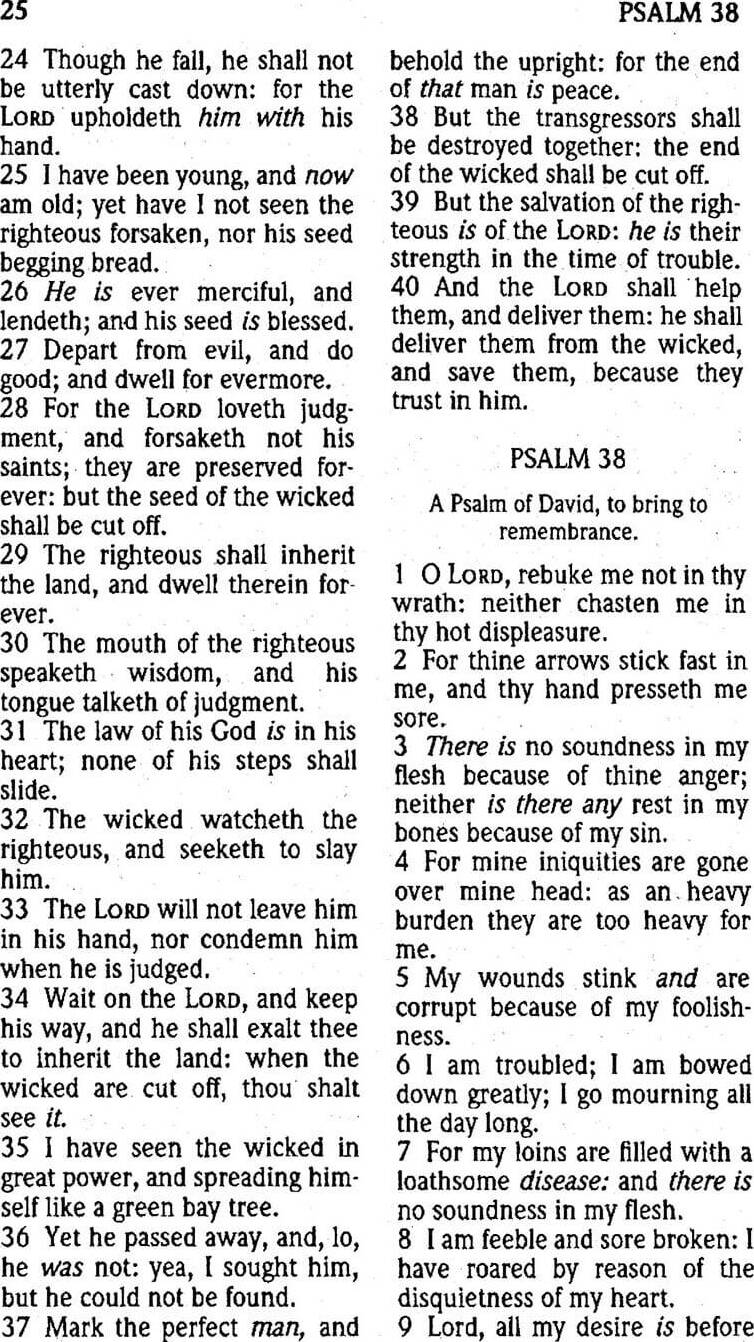 25
PSALM 38
24 Though he fall, he shall not
be utterly cast down: for the
LORD upholdeth him with his
hand.
25 I have been young, and now
am old; yet have I not seen the
righteous forsaken, nor his seed
begging bread.
26 He is ever merciful, and
lendeth; and his seed is blessed.
27 Depart from evil, and do
good; and dwell for evermore.
28 For the LORD loveth judg-
ment, and forsaketh not his
saints; they are preserved for-
ever: but the seed of the wicked
shall be cut off.
29 The righteous shall inherit
the land, and dwell therein for-
ever.
30 The mouth of the righteous
speaketh wisdom, and his
tongue talketh of judgment.
31 The law of his God is in his
heart; none of his steps shall
slide.
32 The wicked watcheth the
righteous, and seeketh to slay
him.
33 The LORD will not leave him
in his hand, nor condemn him
when he is judged.
34 Wait on the LORD, and keep
his way, and he shall exalt thee
to inherit the land: when the
wicked are cut off, thou shalt
see it.
35 I have seen the wicked in
great power, and spreading him-
self like a green bay tree.
36 Yet he passed away, and, lo,
he was not: yea, I sought him,
but he could not be found.
37 Mark the perfect man, and
behold the upright: for the end
of that man is peace.
38 But the transgressors shall
be destroyed together: the end
of the wicked shall be cut off.
39 But the salvation of the righ-
teous is of the LORD: he is their
strength in the time of trouble.
40 And the LORD shall help
them, and deliver them: he shall
deliver them from the wicked,
and save them, because they
trust in him.
PSALM 38
A Psalm of David, to bring to
remembrance.
1 O LORD, rebuke me not in thy
wrath: neither chasten me in
thy hot displeasure.
2 For thine arrows stick fast in
me, and thy hand presseth me
sore.
3 There is no soundness in my
flesh because of thine anger;
neither is there any rest in my
bones because of my sin.
4 For mine iniquities are gone
over mine head: as an heavy
burden they are too heavy for
me.
5 My wounds stink and are
corrupt because of my foolish-
ness.
6 I am troubled; I am bowed
down greatly; I go mourning all
the day long.
7 For my loins are filled with a
loathsome disease: and there is
no soundness in my flesh.
8 I am feeble and sore broken: I
have roared by reason of the
disquietness of my heart.
9 Lord, all my desire is before